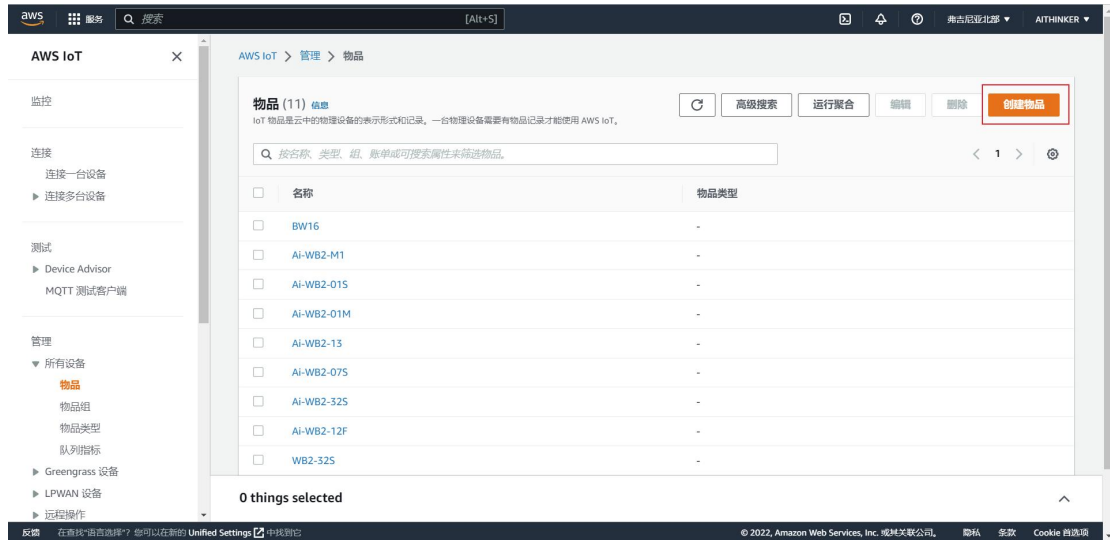 aws
服务
搜索
[Alt+S]
弗吉尼亚北部 ▼
AITHINKER ▼
AWS IoT
监控
连接
连接一台设备
▶ 连接多台设备
测试
▶ Device Advisor
MQTT 测试客户端
管理
▼ 所有设备
物品
物品组
物品类型
队列指标
▶ Greengrass 设备
▶ LPWAN 设备
▶ 远程操作
AWS IoT > 管理 > 物品
物品 (11) 信息
IoT 物品是云中的物理设备的表示形式和记录。一台物理设备需要有物品记录才能使用 AWS IoT。
高级搜索
运行聚合
编辑
删除
创建物品
按名称、类型、组、账单或可搜索属性来筛选物品。
< 1 >
名称 物品类型
BW16 -
Ai-WB2-M1 -
Ai-WB2-01S -
Ai-WB2-01M -
Ai-WB2-13 -
Ai-WB2-07S -
Ai-WB2-32S -
Ai-WB2-12F -
WB2-32S -
0 things selected
反馈 在查找“语言选择”? 您可以在新的 Unified Settings 中找到它
© 2022, Amazon Web Services, Inc. 或其关联公司。 隐私 条款 Cookie 首选项